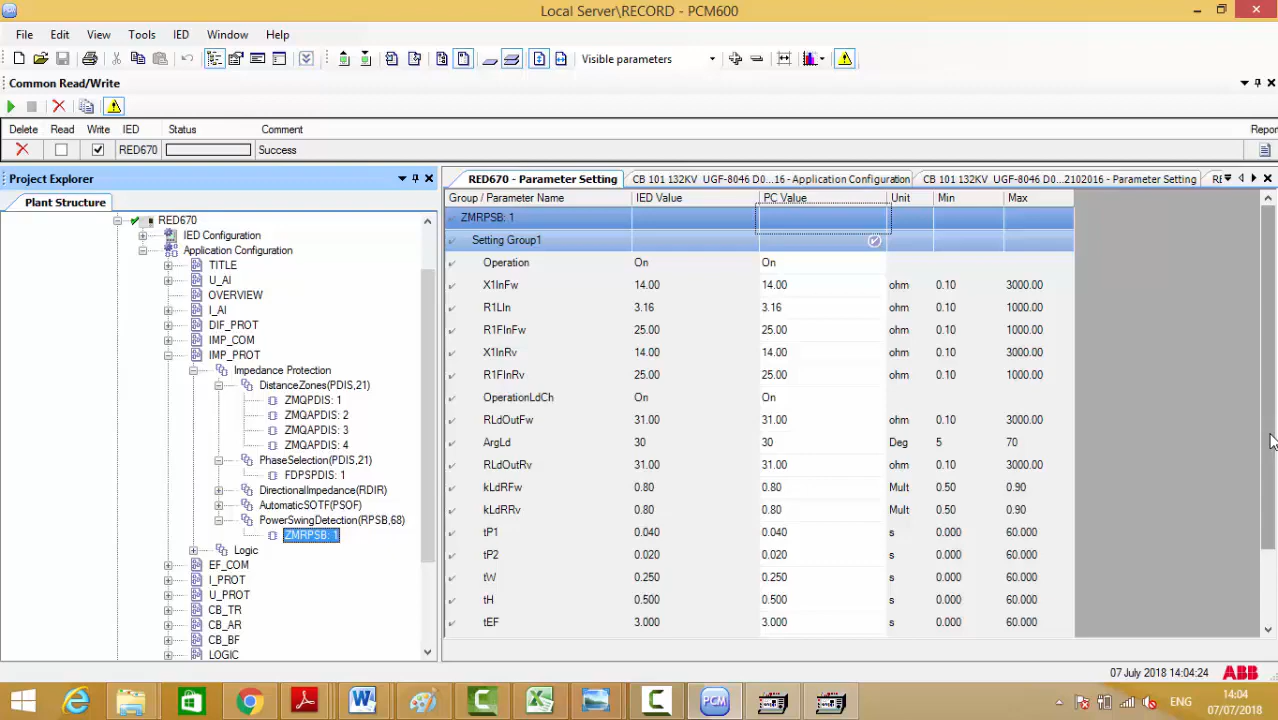 Local Server\RECORD - PCM600
File Edit View Tools IED Window Help
Visible parameters
Common Read/Write
Delete Read Write IED Status Comment Repor
RED670 Success
Project Explorer
Plant Structure
RED670
IED Configuration
Application Configuration
TITLE
U_AI
OVERVIEW
I_AI
DIF_PROT
IMP_COM
IMP_PROT
Impedance Protection
DistanceZones(PDIS,21)
ZMQPDIS: 1
ZMQAPDIS: 2
ZMQAPDIS: 3
ZMQAPDIS: 4
PhaseSelection(PDIS,21)
FDPSPDIS: 1
DirectionalImpedance(RDIR)
AutomaticSOTF(PSOF)
PowerSwingDetection(RPSB,68)
ZMRPSB: 1
Logic
EF_COM
I_PROT
U_PROT
CB_TR
CB_AR
CB_BF
LOGIC
RED670 - Parameter Setting CB 101 132KV UGF-8046 D0...16 - Application Configuration CB 101 132KV UGF-8046 D0...2102016 - Parameter Setting
Group / Parameter Name IED Value PC Value Unit Min Max
ZMRPSB: 1
Setting Group1
Operation On On
X1InFw 14.00 14.00 ohm 0.10 3000.00
R1LIn 3.16 3.16 ohm 0.10 1000.00
R1FInFw 25.00 25.00 ohm 0.10 1000.00
X1InRv 14.00 14.00 ohm 0.10 3000.00
R1FInRv 25.00 25.00 ohm 0.10 1000.00
OperationLdCh On On
RLdOutFw 31.00 31.00 ohm 0.10 3000.00
ArgLd 30 30 Deg 5 70
RLdOutRv 31.00 31.00 ohm 0.10 3000.00
kLdRFw 0.80 0.80 Mult 0.50 0.90
kLdRRv 0.80 0.80 Mult 0.50 0.90
tP1 0.040 0.040 s 0.000 60.000
tP2 0.020 0.020 s 0.000 60.000
tW 0.250 0.250 s 0.000 60.000
tH 0.500 0.500 s 0.000 60.000
tEF 3.000 3.000 s 0.000 60.000
07 July 2018 14:04:24 ABB
PCM
ENG
14:04
07/07/2018